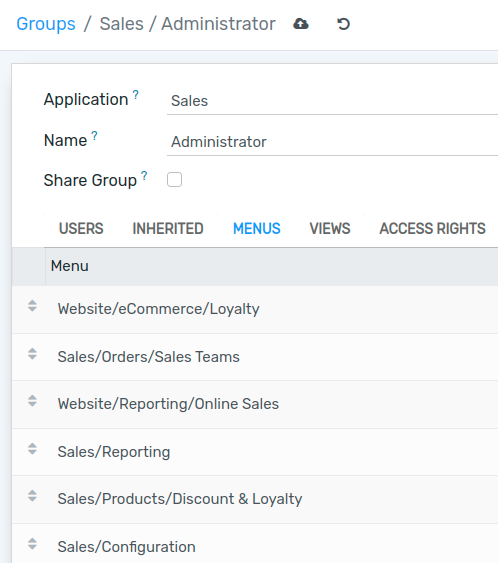 Groups / Sales / Administrator
Application ? Sales
Name ? Administrator
Share Group ?
USERS INHERITED MENUS VIEWS ACCESS RIGHTS
Menu
Website/eCommerce/Loyalty
Sales/Orders/Sales Teams
Website/Reporting/Online Sales
Sales/Reporting
Sales/Products/Discount & Loyalty
Sales/Configuration